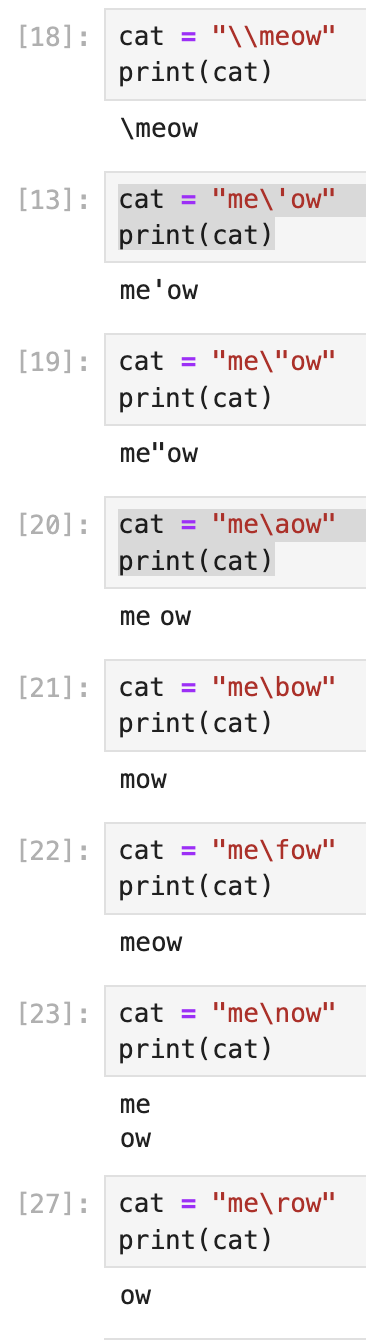 [18]: cat = "\\meow"
print(cat)
\meow
[13]: cat = "me\'ow"
print(cat)
me'ow
[19]: cat = "me\"ow"
print(cat)
me"ow
[20]: cat = "me\aow"
print(cat)
me ow
[21]: cat = "me\bow"
print(cat)
mow
[22]: cat = "me\fow"
print(cat)
meow
[23]: cat = "me\now"
print(cat)
me
ow
[27]: cat = "me\row"
print(cat)
ow